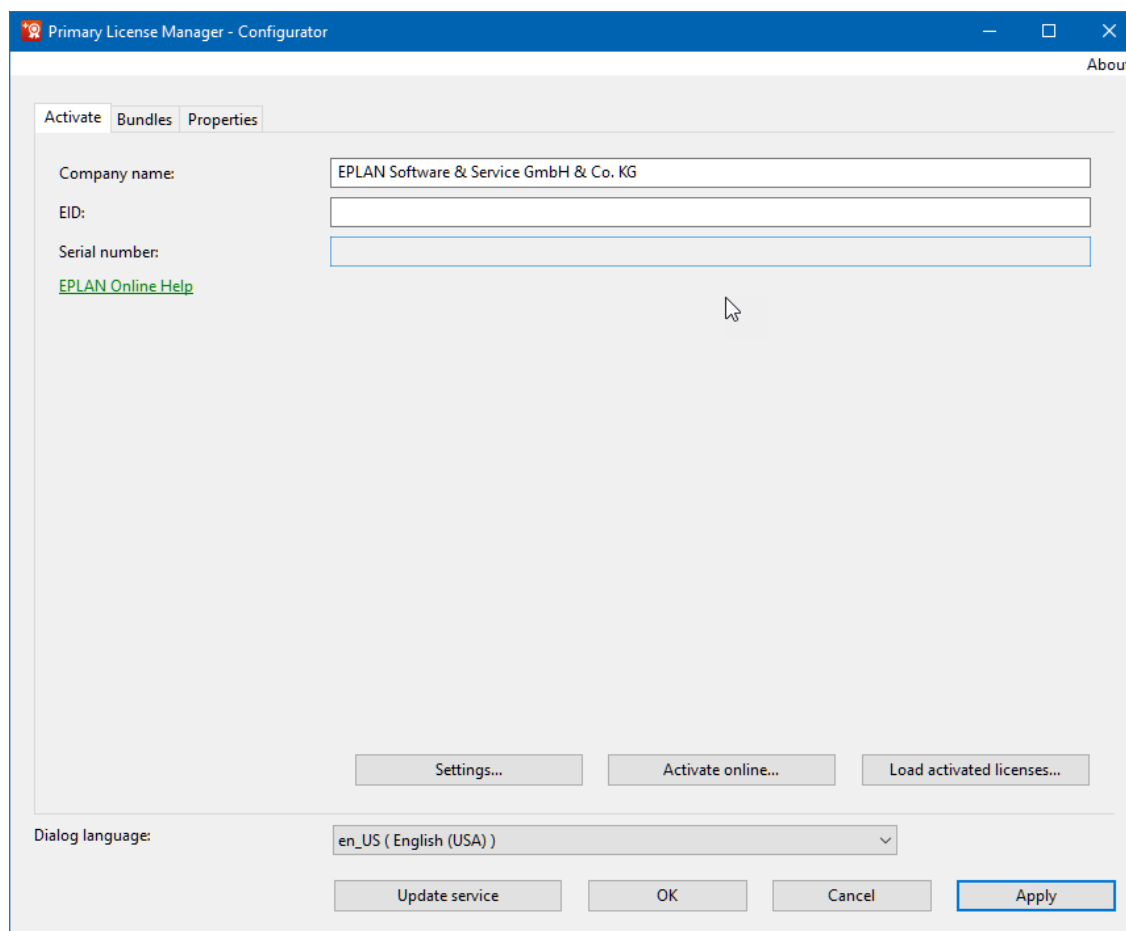 Primary License Manager - Configurator
Abou
Activate Bundles Properties
Company name: EPLAN Software & Service GmbH & Co. KG
EID:
Serial number:
EPLAN Online Help
Settings... Activate online... Load activated licenses...
Dialog language: en_US ( English (USA) )
Update service OK Cancel Apply